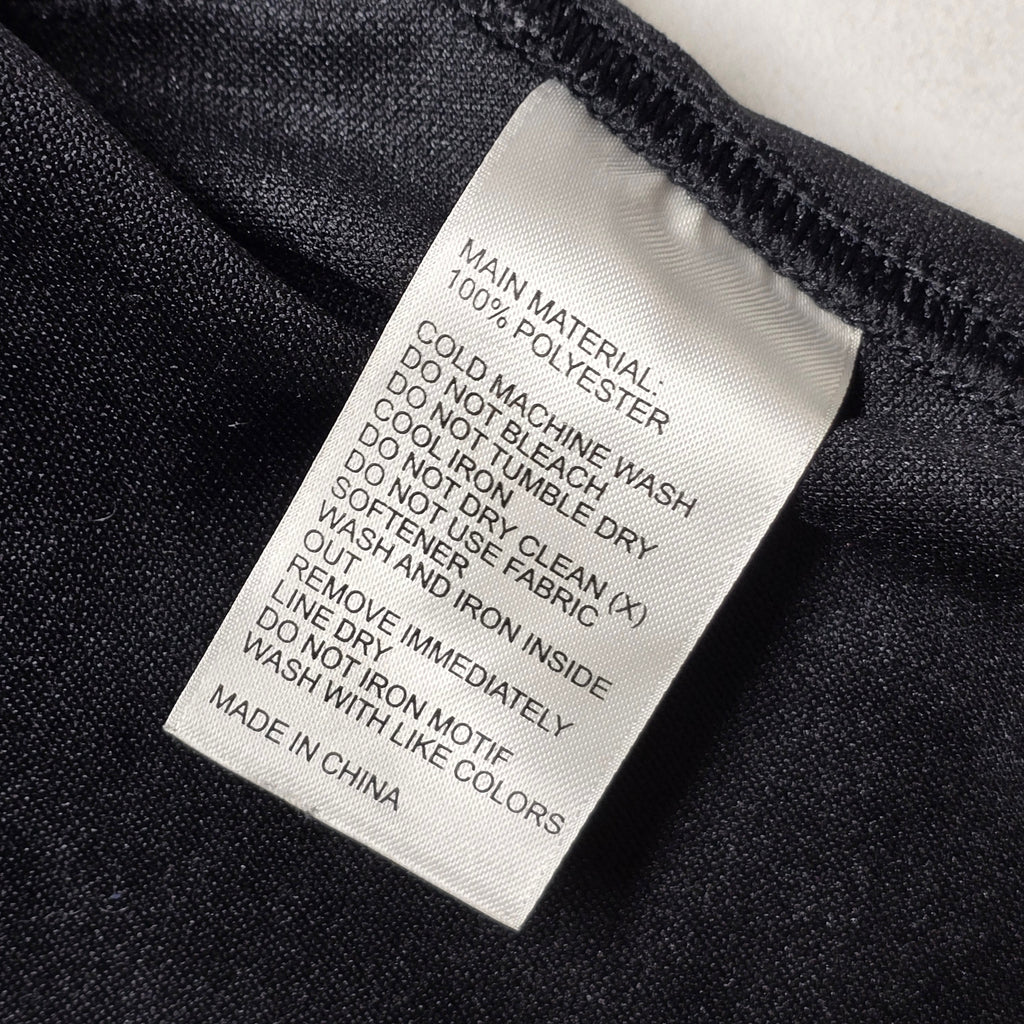 MAIN MATERIAL:
100% POLYESTER
COLD MACHINE WASH
DO NOT BLEACH
DO NOT TUMBLE DRY
COOL IRON
DO NOT DRY CLEAN (X)
DO NOT USE FABRIC
SOFTENER
WASH AND IRON INSIDE
OUT
REMOVE IMMEDIATELY
LINE DRY
DO NOT IRON MOTIF
WASH WITH LIKE COLORS
MADE IN CHINA